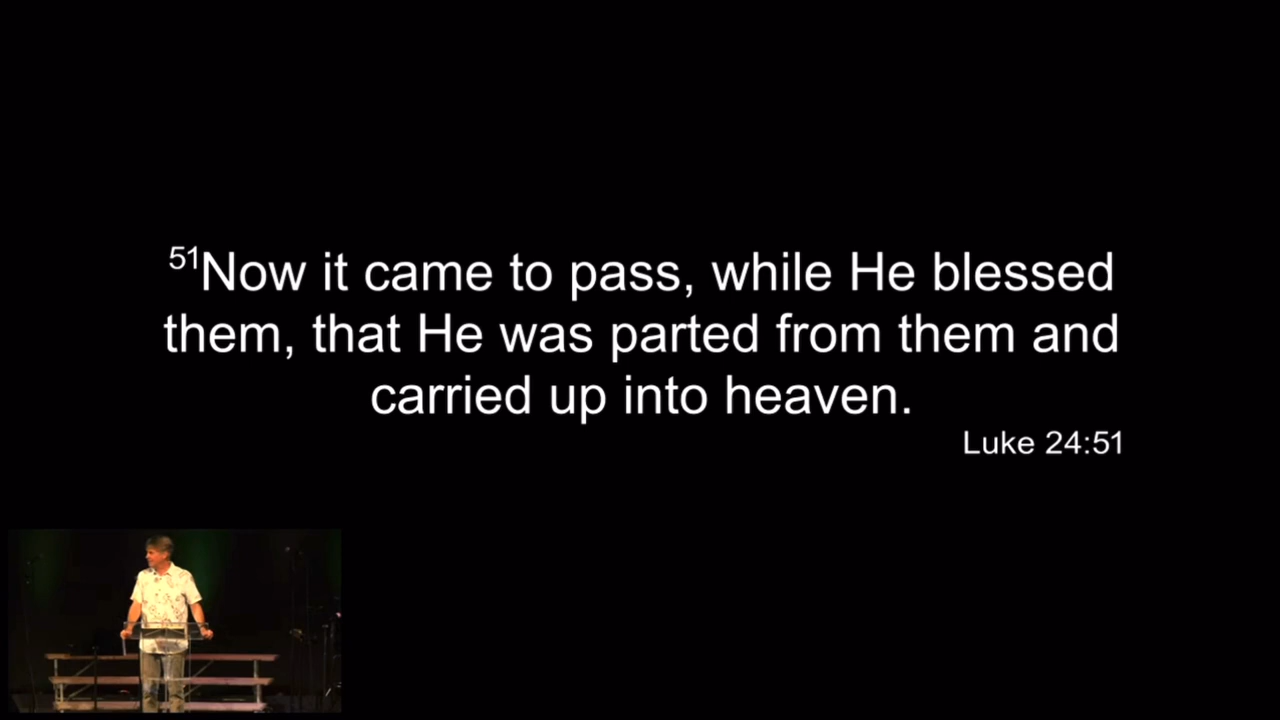 51Now it came to pass, while He blessed
them, that He was parted from them and
carried up into heaven.
Luke 24:51